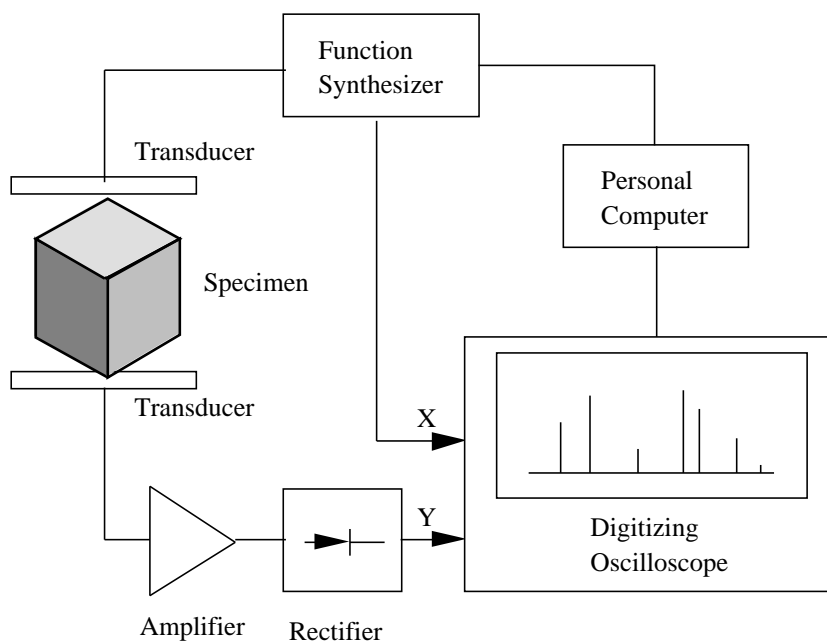 Function
Synthesizer
Transducer
Personal
Computer
Specimen
Transducer
X
Y
Digitizing
Oscilloscope
Amplifier
Rectifier